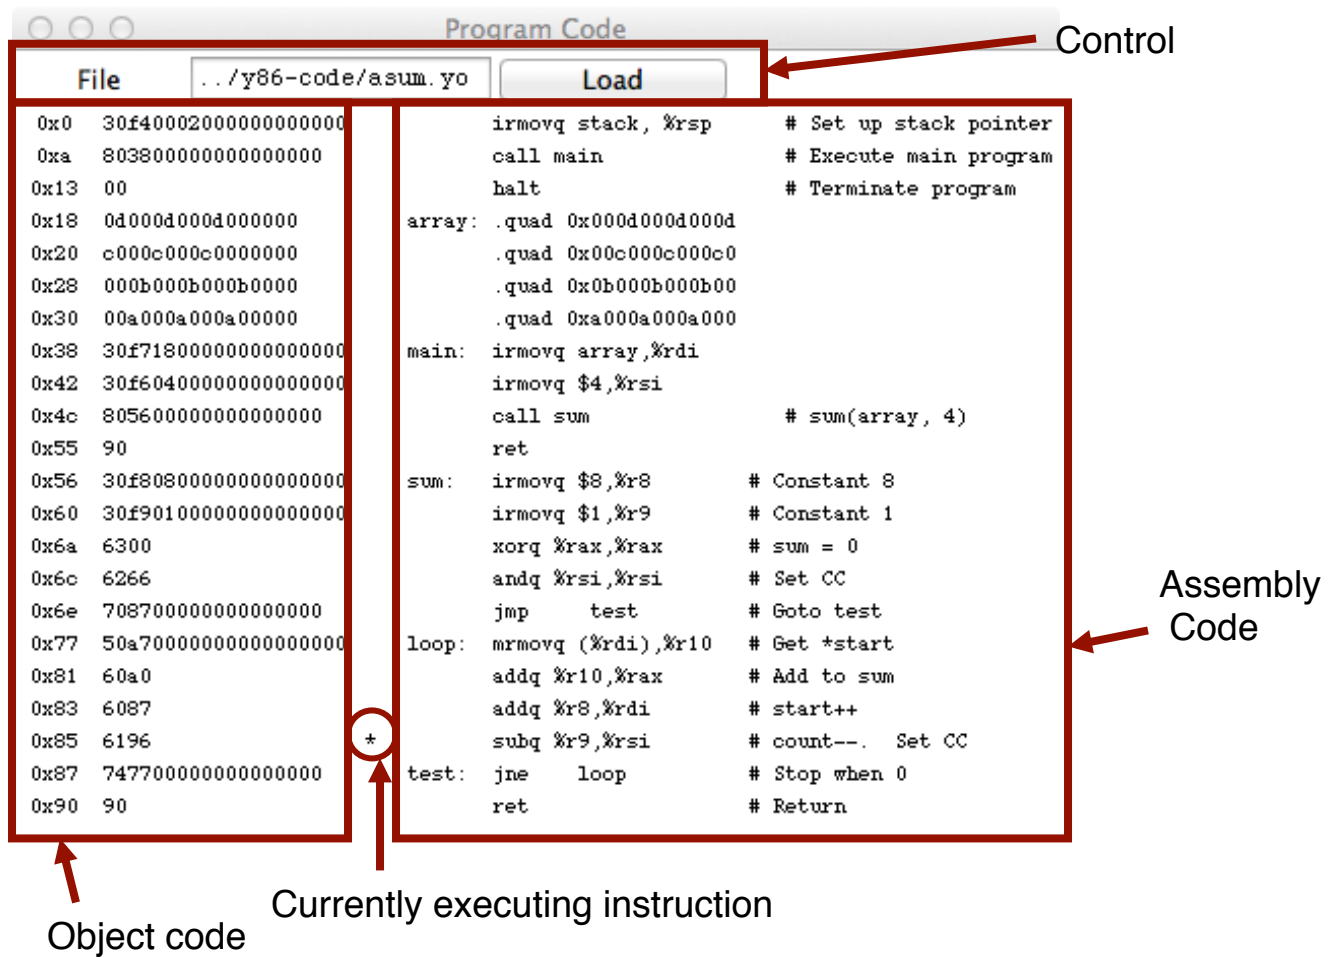 Program Code
Control
File ../y86-code/asum.yo Load
0x0 30f40002000000000000 irmovq stack, %rsp # Set up stack pointer
0xa 803800000000000000 call main # Execute main program
0x13 00 halt # Terminate program
0x18 0d000d000d000000 array: .quad 0x000d000d000d
0x20 c000c000c0000000 .quad 0x00c000c000c0
0x28 000b000b000b0000 .quad 0x0b000b000b00
0x30 00a000a000a00000 .quad 0xa000a000a000
0x38 30f71800000000000000 main: irmovq array,%rdi
0x42 30f60400000000000000 irmovq $4,%rsi
0x4c 805600000000000000 call sum # sum(array, 4)
0x55 90 ret
0x56 30f80800000000000000 sum: irmovq $8,%r8 # Constant 8
0x60 30f90100000000000000 irmovq $1,%r9 # Constant 1
0x6a 6300 xorq %rax,%rax # sum = 0
0x6c 6266 andq %rsi,%rsi # Set CC
0x6e 708700000000000000 jmp test # Goto test
0x77 50a70000000000000000 loop: mrmovq (%rdi),%r10 # Get *start
0x81 60a0 addq %r10,%rax # Add to sum
0x83 6087 addq %r8,%rdi # start++
0x85 6196 * subq %r9,%rsi # count--. Set CC
0x87 747700000000000000 test: jne loop # Stop when 0
0x90 90 ret # Return
Assembly
Code
Currently executing instruction
Object code